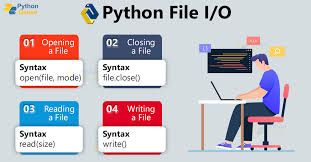 Python
Geeks
Python File I/O
01 Opening
a File
Syntax
open(file, mode)
02 Closing
a File
Syntax
file.close()
03 Reading
a File
Syntax
read(size)
04 Writing
a File
Syntax
write()